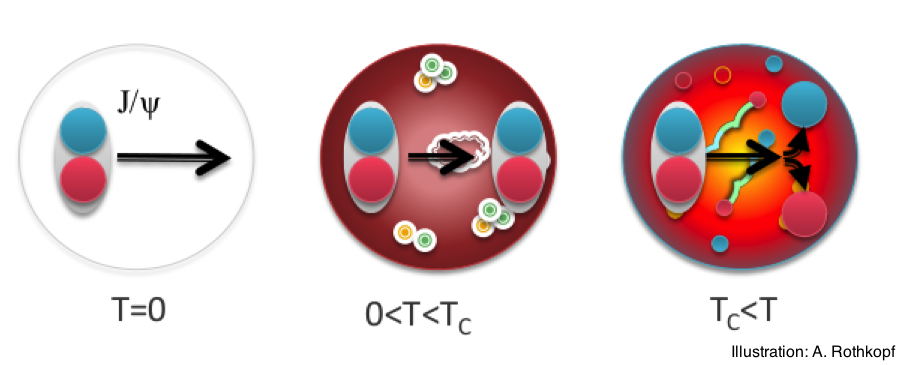 J/ψ
T=0
0<T<T_C
T_C<T
Illustration: A. Rothkopf